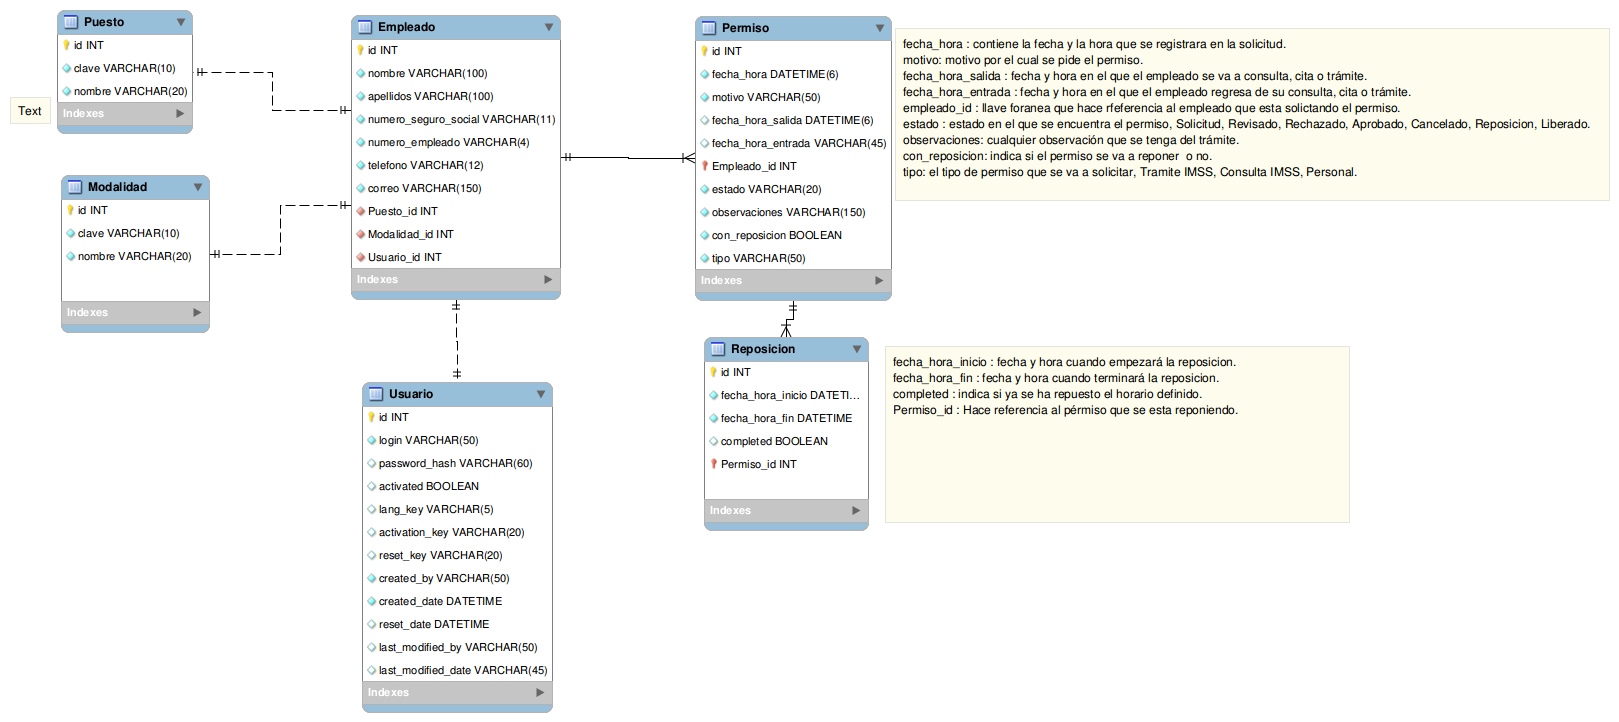 Puesto
id INT
clave VARCHAR(10)
nombre VARCHAR(20)
Indexes
Text
Modalidad
id INT
clave VARCHAR(10)
nombre VARCHAR(20)
Indexes
Empleado
id INT
nombre VARCHAR(100)
apellidos VARCHAR(100)
numero_seguro_social VARCHAR(11)
numero_empleado VARCHAR(4)
telefono VARCHAR(12)
correo VARCHAR(150)
Puesto_id INT
Modalidad_id INT
Usuario_id INT
Indexes
Usuario
id INT
login VARCHAR(50)
password_hash VARCHAR(60)
activated BOOLEAN
lang_key VARCHAR(5)
activation_key VARCHAR(20)
reset_key VARCHAR(20)
created_by VARCHAR(50)
created_date DATETIME
reset_date DATETIME
last_modified_by VARCHAR(50)
last_modified_date VARCHAR(45)
Indexes
Permiso
id INT
fecha_hora DATETIME(6)
motivo VARCHAR(50)
fecha_hora_salida DATETIME(6)
fecha_hora_entrada VARCHAR(45)
Empleado_id INT
estado VARCHAR(20)
observaciones VARCHAR(150)
con_reposicion BOOLEAN
tipo VARCHAR(50)
Indexes
fecha_hora : contiene la fecha y la hora que se registrara en la solicitud.
motivo: motivo por el cual se pide el permiso.
fecha_hora_salida : fecha y hora en el que el empleado se va a consulta, cita o trámite.
fecha_hora_entrada : fecha y hora en el que el empleado regresa de su consulta, cita o trámite.
empleado_id : llave foranea que hace rferencia al empleado que esta solictando el permiso.
estado : estado en el que se encuentra el permiso, Solicitud, Revisado, Rechazado, Aprobado, Cancelado, Reposicion, Liberado.
observaciones: cualquier observación que se tenga del trámite.
con_reposicion: indica si el permiso se va a reponer o no.
tipo: el tipo de permiso que se va a solicitar, Tramite IMSS, Consulta IMSS, Personal.
Reposicion
id INT
fecha_hora_inicio DATETI...
fecha_hora_fin DATETIME
completed BOOLEAN
Permiso_id INT
Indexes
fecha_hora_inicio : fecha y hora cuando empezará la reposicion.
fecha_hora_fin : fecha y hora cuando terminará la reposicion.
completed : indica si ya se ha repuesto el horario definido.
Permiso_id : Hace referencia al pérmiso que se esta reponiendo.